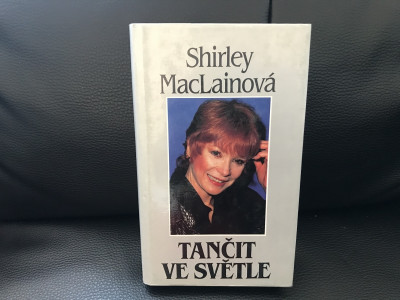 Shirley
MacLainová
TANČIT
VE SVĚTLE